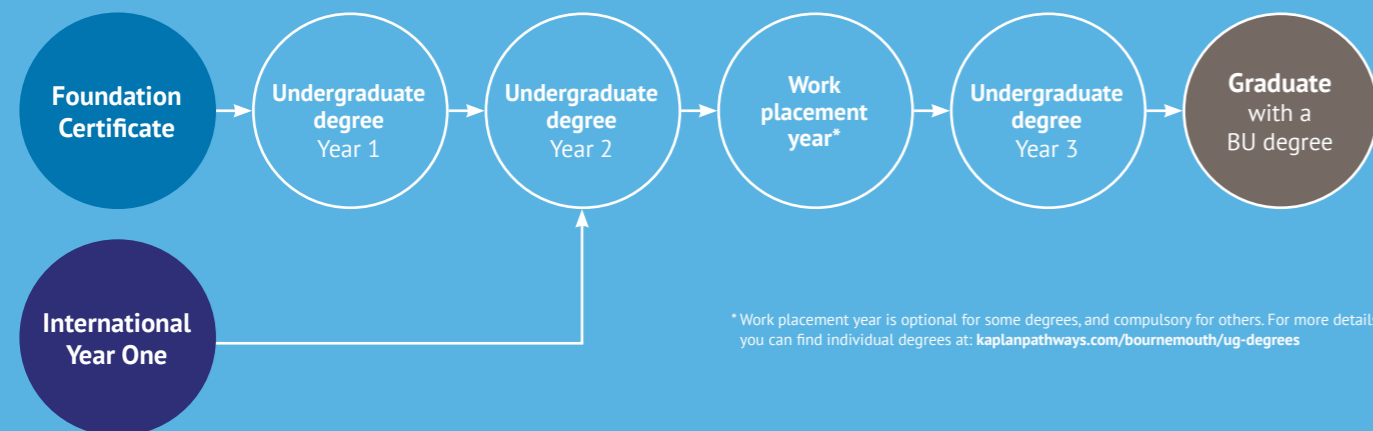 Foundation
Certificate
Undergraduate
degree
Year 1
Undergraduate
degree
Year 2
Work
placement
year*
Undergraduate
degree
Year 3
Graduate
with a
BU degree
International
Year One
* Work placement year is optional for some degrees, and compulsory for others. For more details
you can find individual degrees at: kaplanpathways.com/bournemouth/ug-degrees